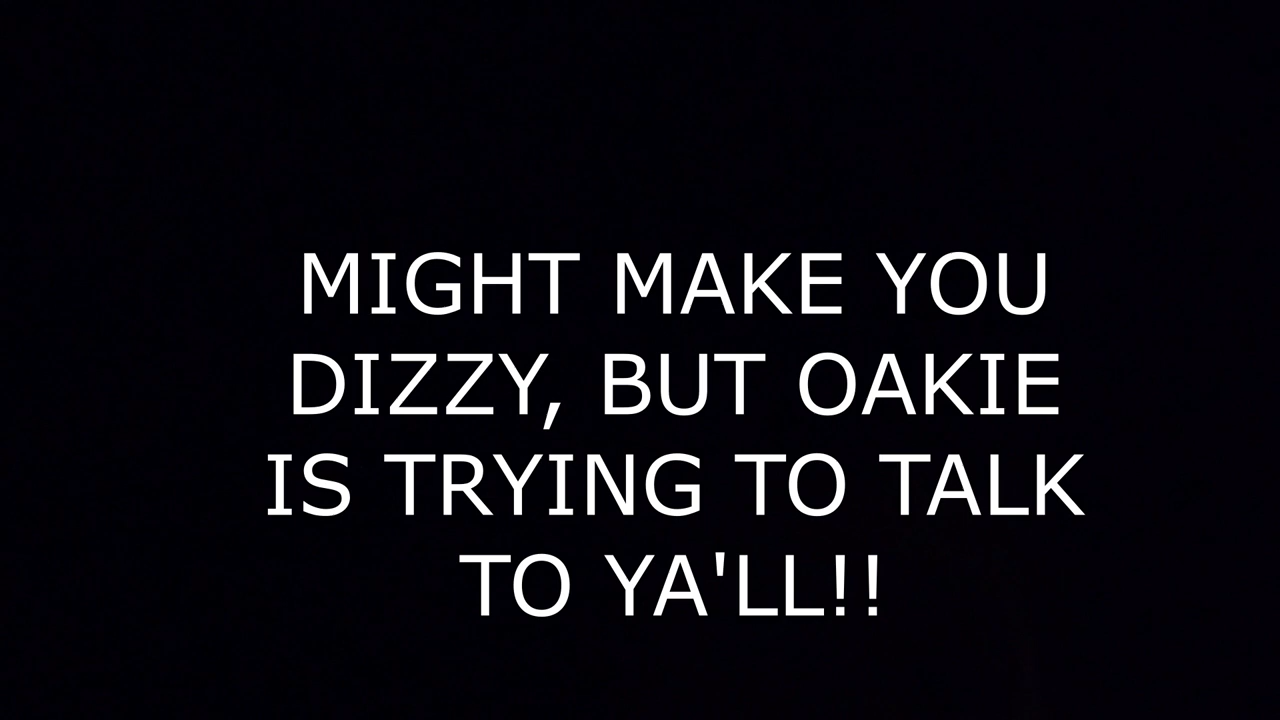 MIGHT MAKE YOU
DIZZY, BUT OAKIE
IS TRYING TO TALK
TO YA'LL!!